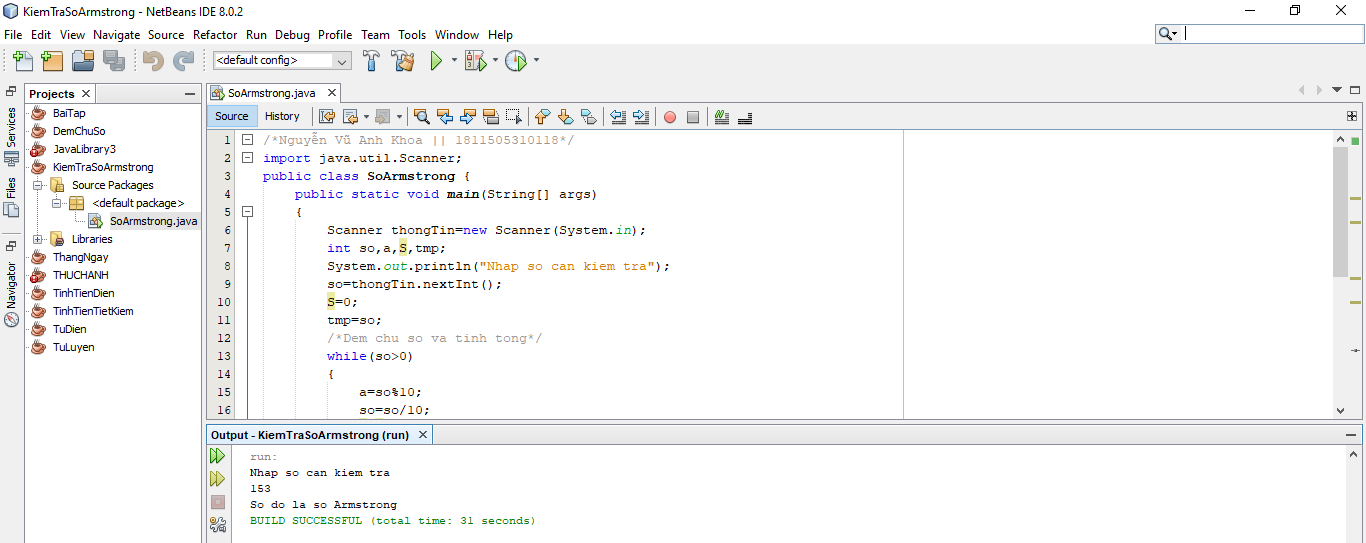 KiemTraSoArmstrong - NetBeans IDE 8.0.2
File Edit View Navigate Source Refactor Run Debug Profile Team Tools Window Help
<default config>
Services
Files
Navigator
Projects
BaiTap
DemChuSo
JavaLibrary3
KiemTraSoArmstrong
Source Packages
<default package>
SoArmstrong.java
Libraries
ThangNgay
THUCHANH
TinhTienDien
TinhTienTietKiem
TuDien
TuLuyen
SoArmstrong.java
Source History
1 /*Nguyễn Vũ Anh Khoa || 1811505310118*/
2 import java.util.Scanner;
3 public class SoArmstrong {
4 public static void main(String[] args)
5 {
6 Scanner thongTin=new Scanner(System.in);
7 int so,a,S,tmp;
8 System.out.println("Nhap so can kiem tra");
9 so=thongTin.nextInt();
10 S=0;
11 tmp=so;
12 /*Dem chu so va tinh tong*/
13 while(so>0)
14 {
15 a=so%10;
16 so=so/10;
Output - KiemTraSoArmstrong (run)
run:
Nhap so can kiem tra
153
So do la so Armstrong
BUILD SUCCESSFUL (total time: 31 seconds)